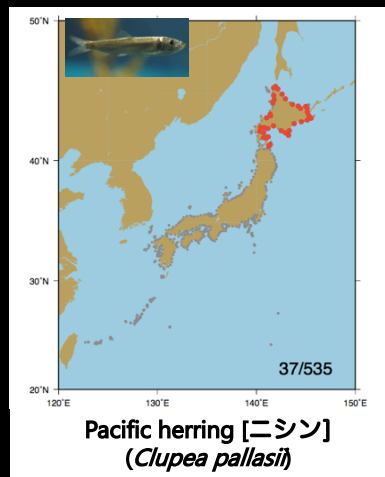 50°N
40°N
30°N
37/535
20°N
120°E 130°E 140°E 150°E
Pacific herring [ニシン]
(Clupea pallasii)